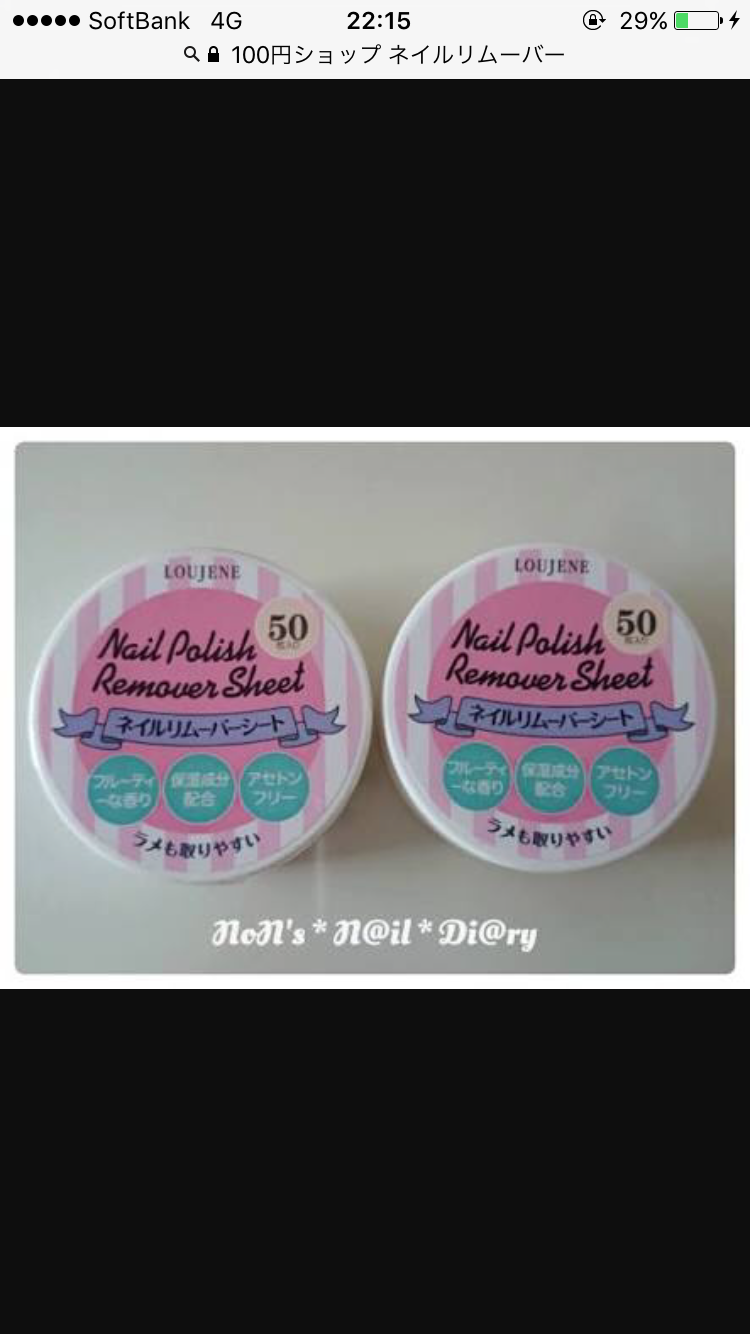 SoftBank 4G 22:15 29%
100円ショップ ネイルリムーバー
LOUJENE
50
枚入り
Nail Polish
Remover Sheet
ネイルリムーバーシート
フルーティ
ーな香り
保湿成分
配合
アセトン
フリー
ラメも取りやすい
LOUJENE
50
枚入り
Nail Polish
Remover Sheet
ネイルリムーバーシート
フルーティ
ーな香り
保湿成分
配合
アセトン
フリー
ラメも取りやすい
NoN's * N@il * Di@ry